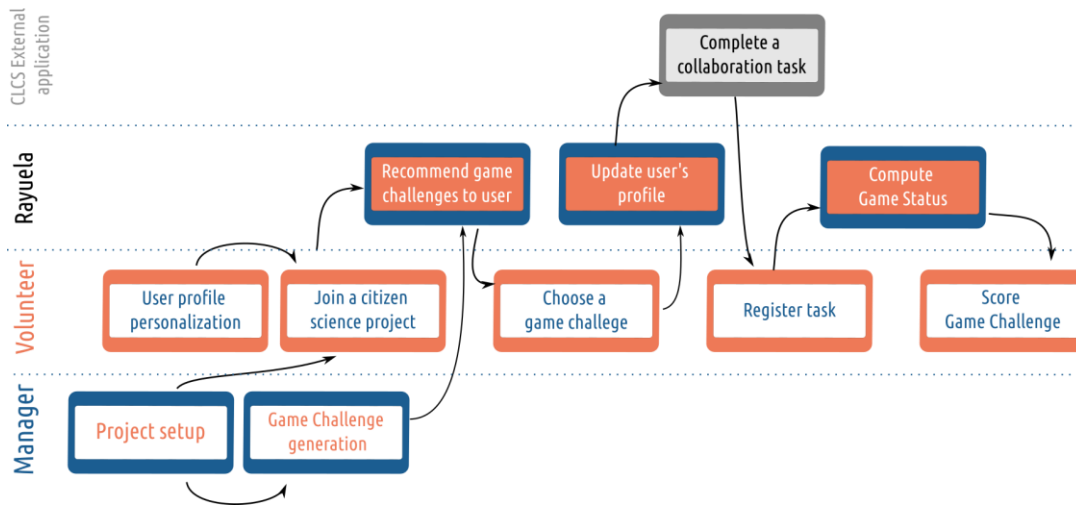 CLCS External
application
Complete a
collaboration task
Rayuela
Recommend game
challenges to user
Update user's
profile
Compute
Game Status
Volunteer
User profile
personalization
Join a citizen
science project
Choose a
game challege
Register task
Score
Game Challenge
Manager
Project setup
Game Challenge
generation